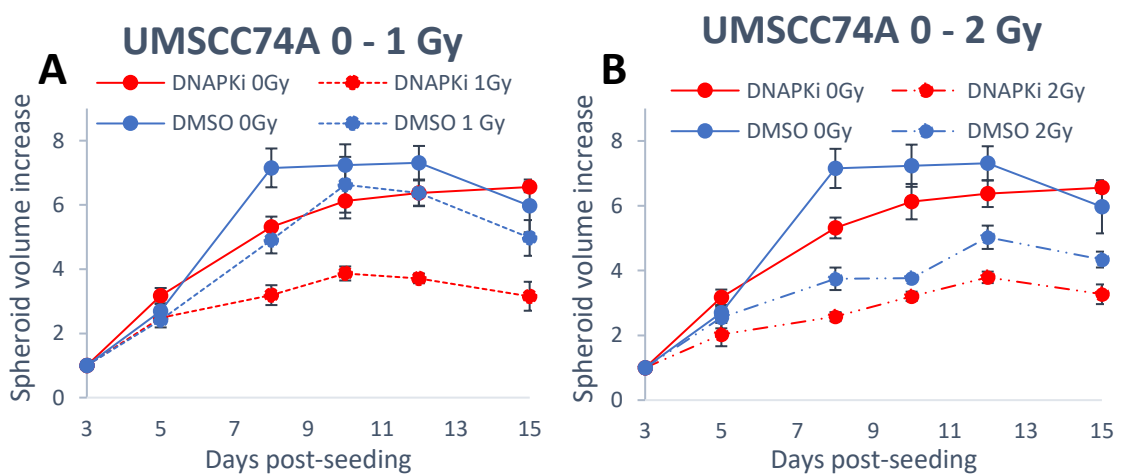 UMSCC74A 0 - 1 Gy
A
DNAPKi 0Gy DNAPKi 1Gy
DMSO 0Gy DMSO 1 Gy
Spheroid volume increase
8
6
4
2
0
3 5 7 9 11 13 15
Days post-seeding
UMSCC74A 0 - 2 Gy
B
DNAPKi 0Gy DNAPKi 2Gy
DMSO 0Gy DMSO 2Gy
Spheroid volume increase
8
6
4
2
0
3 5 7 9 11 13 15
Days post-seeding